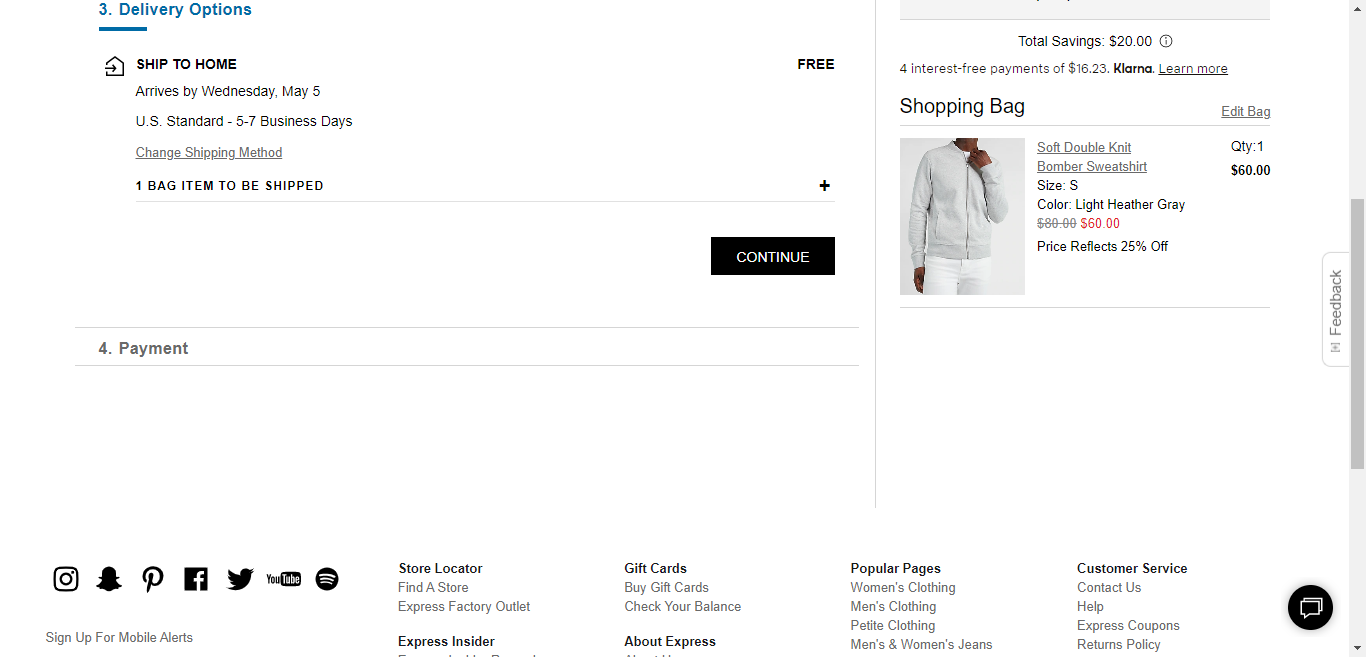 3. Delivery Options
SHIP TO HOME
FREE
Arrives by Wednesday, May 5
U.S. Standard - 5-7 Business Days
Change Shipping Method
1 BAG ITEM TO BE SHIPPED
+
CONTINUE
4. Payment
Total Savings: $20.00
4 interest-free payments of $16.23. Klarna. Learn more
Shopping Bag
Edit Bag
Soft Double Knit
Bomber Sweatshirt
Qty:1
$60.00
Size: S
Color: Light Heather Gray
$80.00 $60.00
Price Reflects 25% Off
Feedback
YouTube
Sign Up For Mobile Alerts
Store Locator
Find A Store
Express Factory Outlet
Express Insider
Gift Cards
Buy Gift Cards
Check Your Balance
About Express
Popular Pages
Women's Clothing
Men's Clothing
Petite Clothing
Men's & Women's Jeans
Customer Service
Contact Us
Help
Express Coupons
Returns Policy